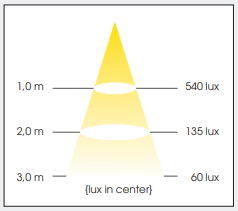 1,0 m 540 lux
2,0 m 135 lux
3,0 m 60 lux
{lux in center}